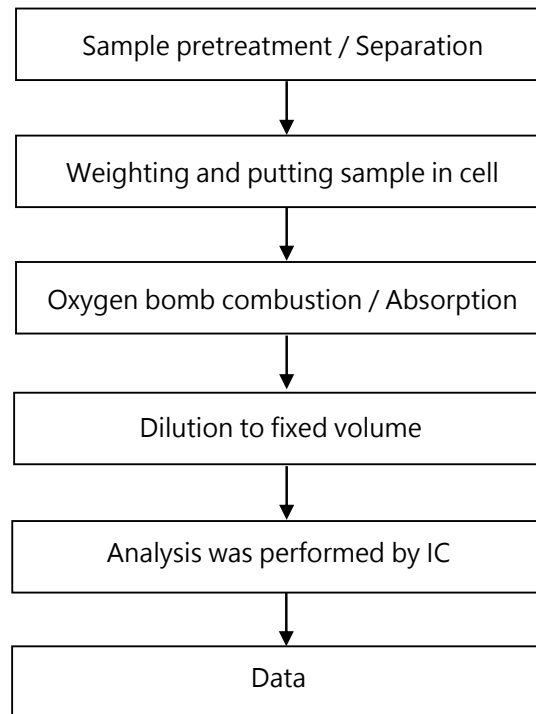 Sample pretreatment / Separation
Weighting and putting sample in cell
Oxygen bomb combustion / Absorption
Dilution to fixed volume
Analysis was performed by IC
Data